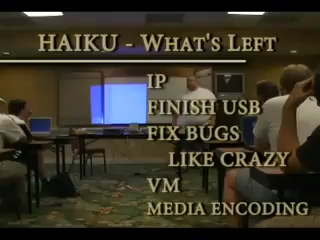 HAIKU - WHAT'S LEFT
IP
FINISH USB
FIX BUGS
LIKE CRAZY
VM
MEDIA ENCODING